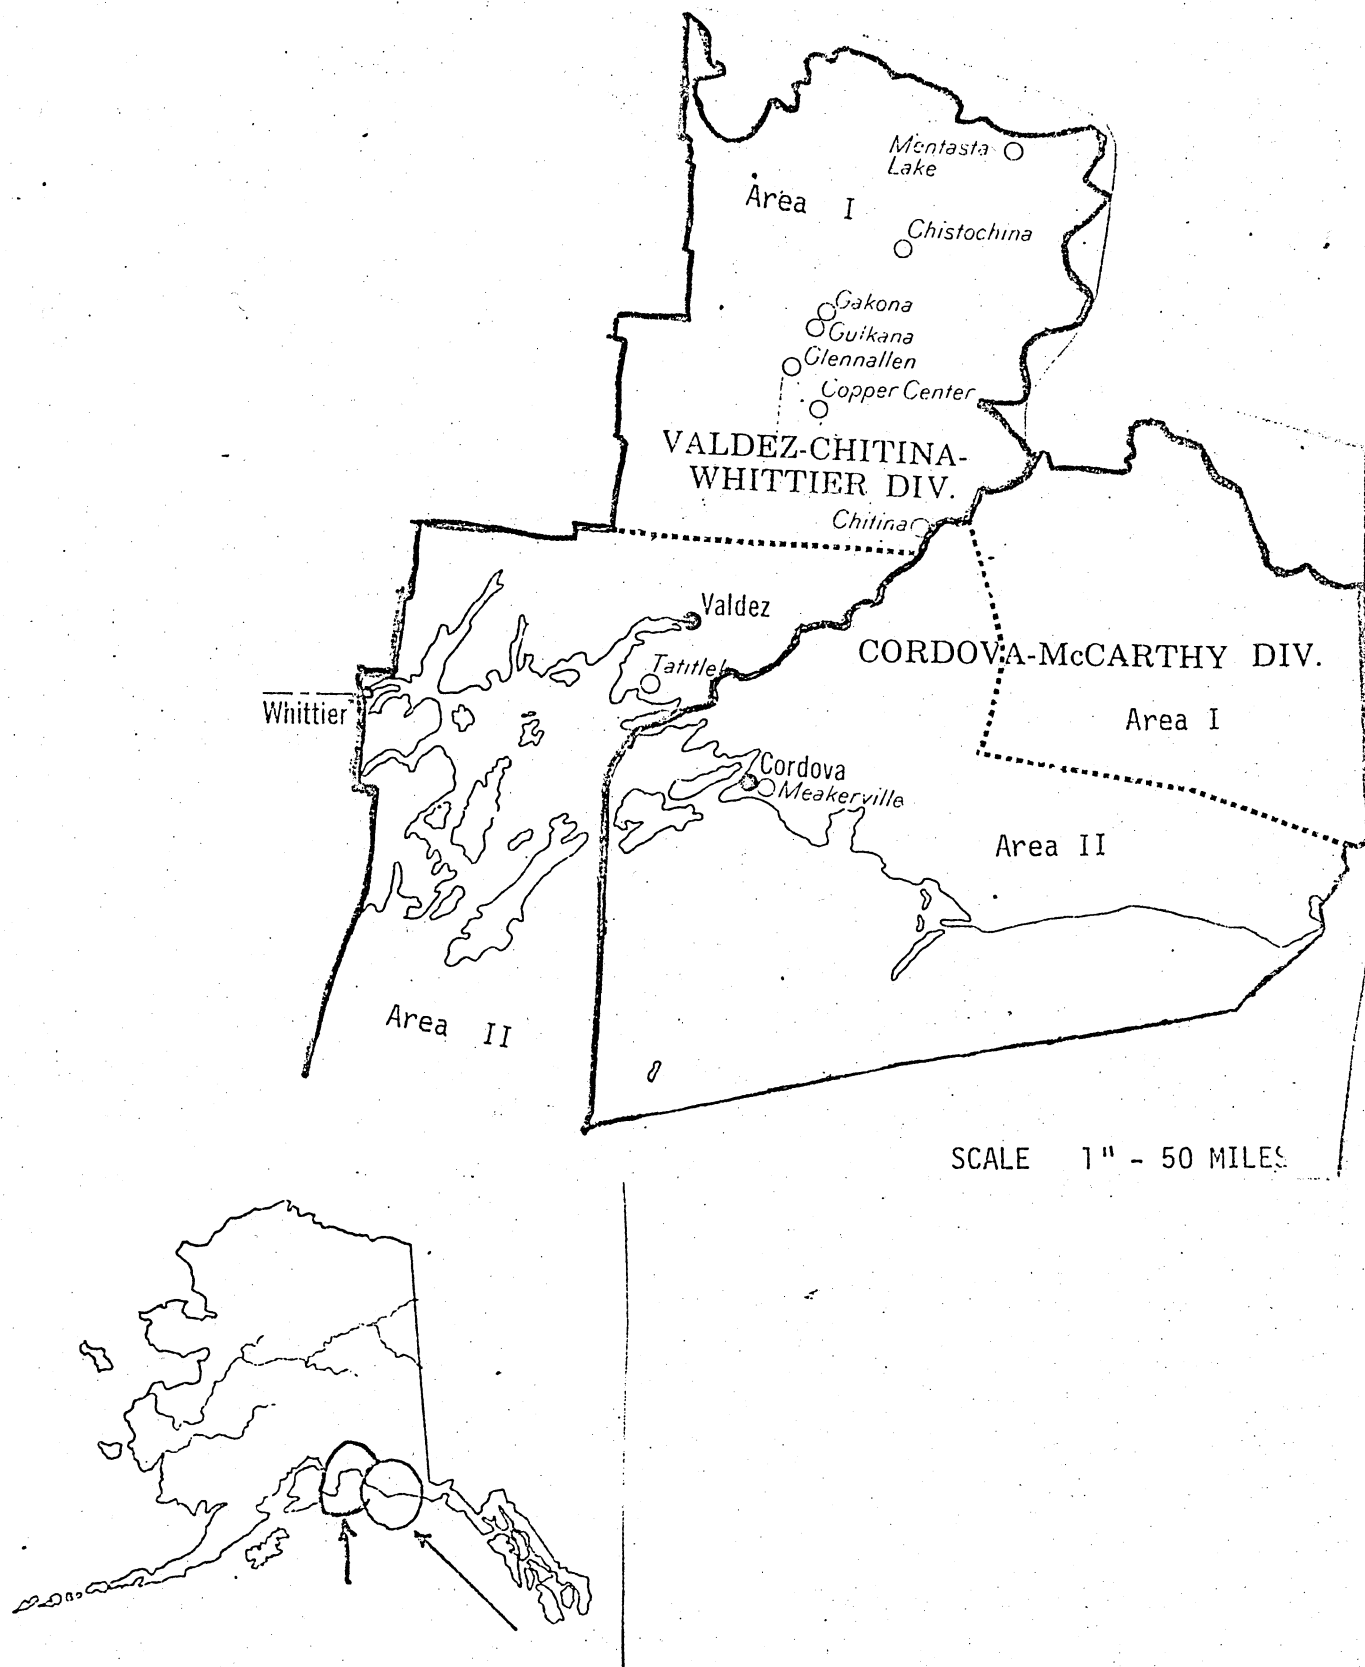 Mentasta
Lake
Area I
Chistochina
Gakona
Gulkana
Glennallen
Copper Center
VALDEZ-CHITINA-
WHITTIER DIV.
Chitina
Valdez
CORDOVA-McCARTHY DIV.
Tatitlek
Whittier
Area I
Cordova
Meakerville
Area II
Area II
SCALE 1" - 50 MILES